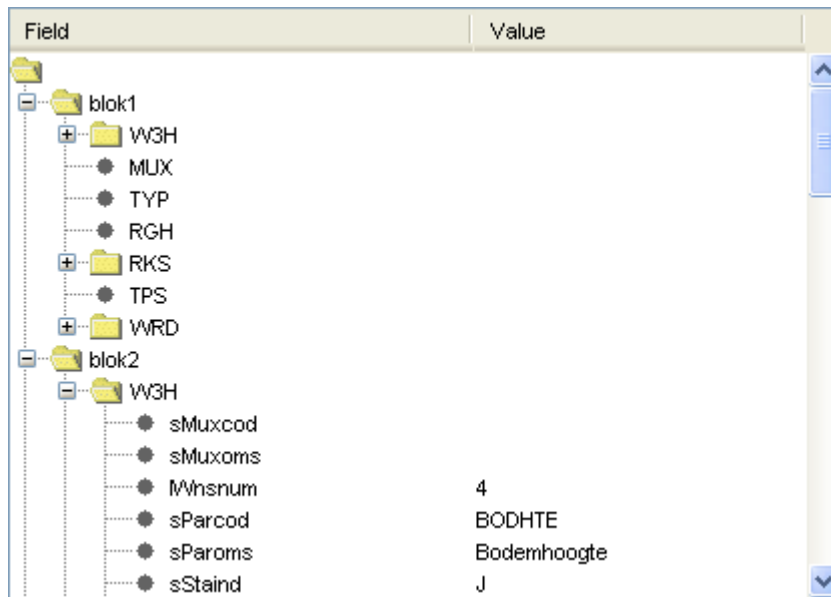 Field Value
blok1
W3H
MUX
TYP
RGH
RKS
TPS
WRD
blok2
W3H
sMuxcod
sMuxoms
lWnsnum 4
sParcod BODHTE
sParoms Bodemhoogte
sStaind J